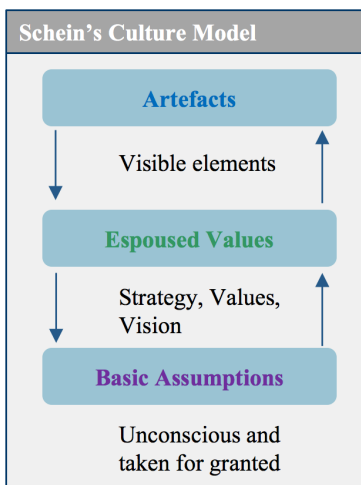 Schein’s Culture Model
Artefacts
Visible elements
Espoused Values
Strategy, Values,
Vision
Basic Assumptions
Unconscious and
taken for granted